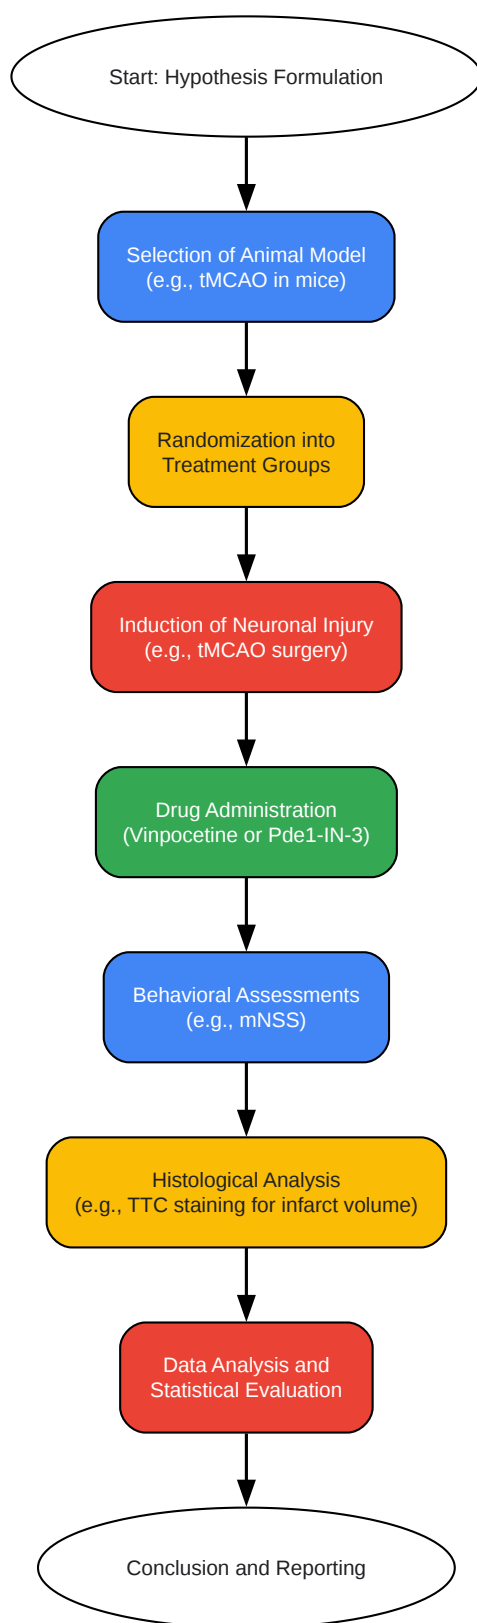 Start: Hypothesis Formulation
Selection of Animal Model
(e.g., tMCAO in mice)
Randomization into
Treatment Groups
Induction of Neuronal Injury
(e.g., tMCAO surgery)
Drug Administration
(Vinpocetine or Pde1-IN-3)
Behavioral Assessments
(e.g., mNSS)
Histological Analysis
(e.g., TTC staining for infarct volume)
Data Analysis and
Statistical Evaluation
Conclusion and Reporting